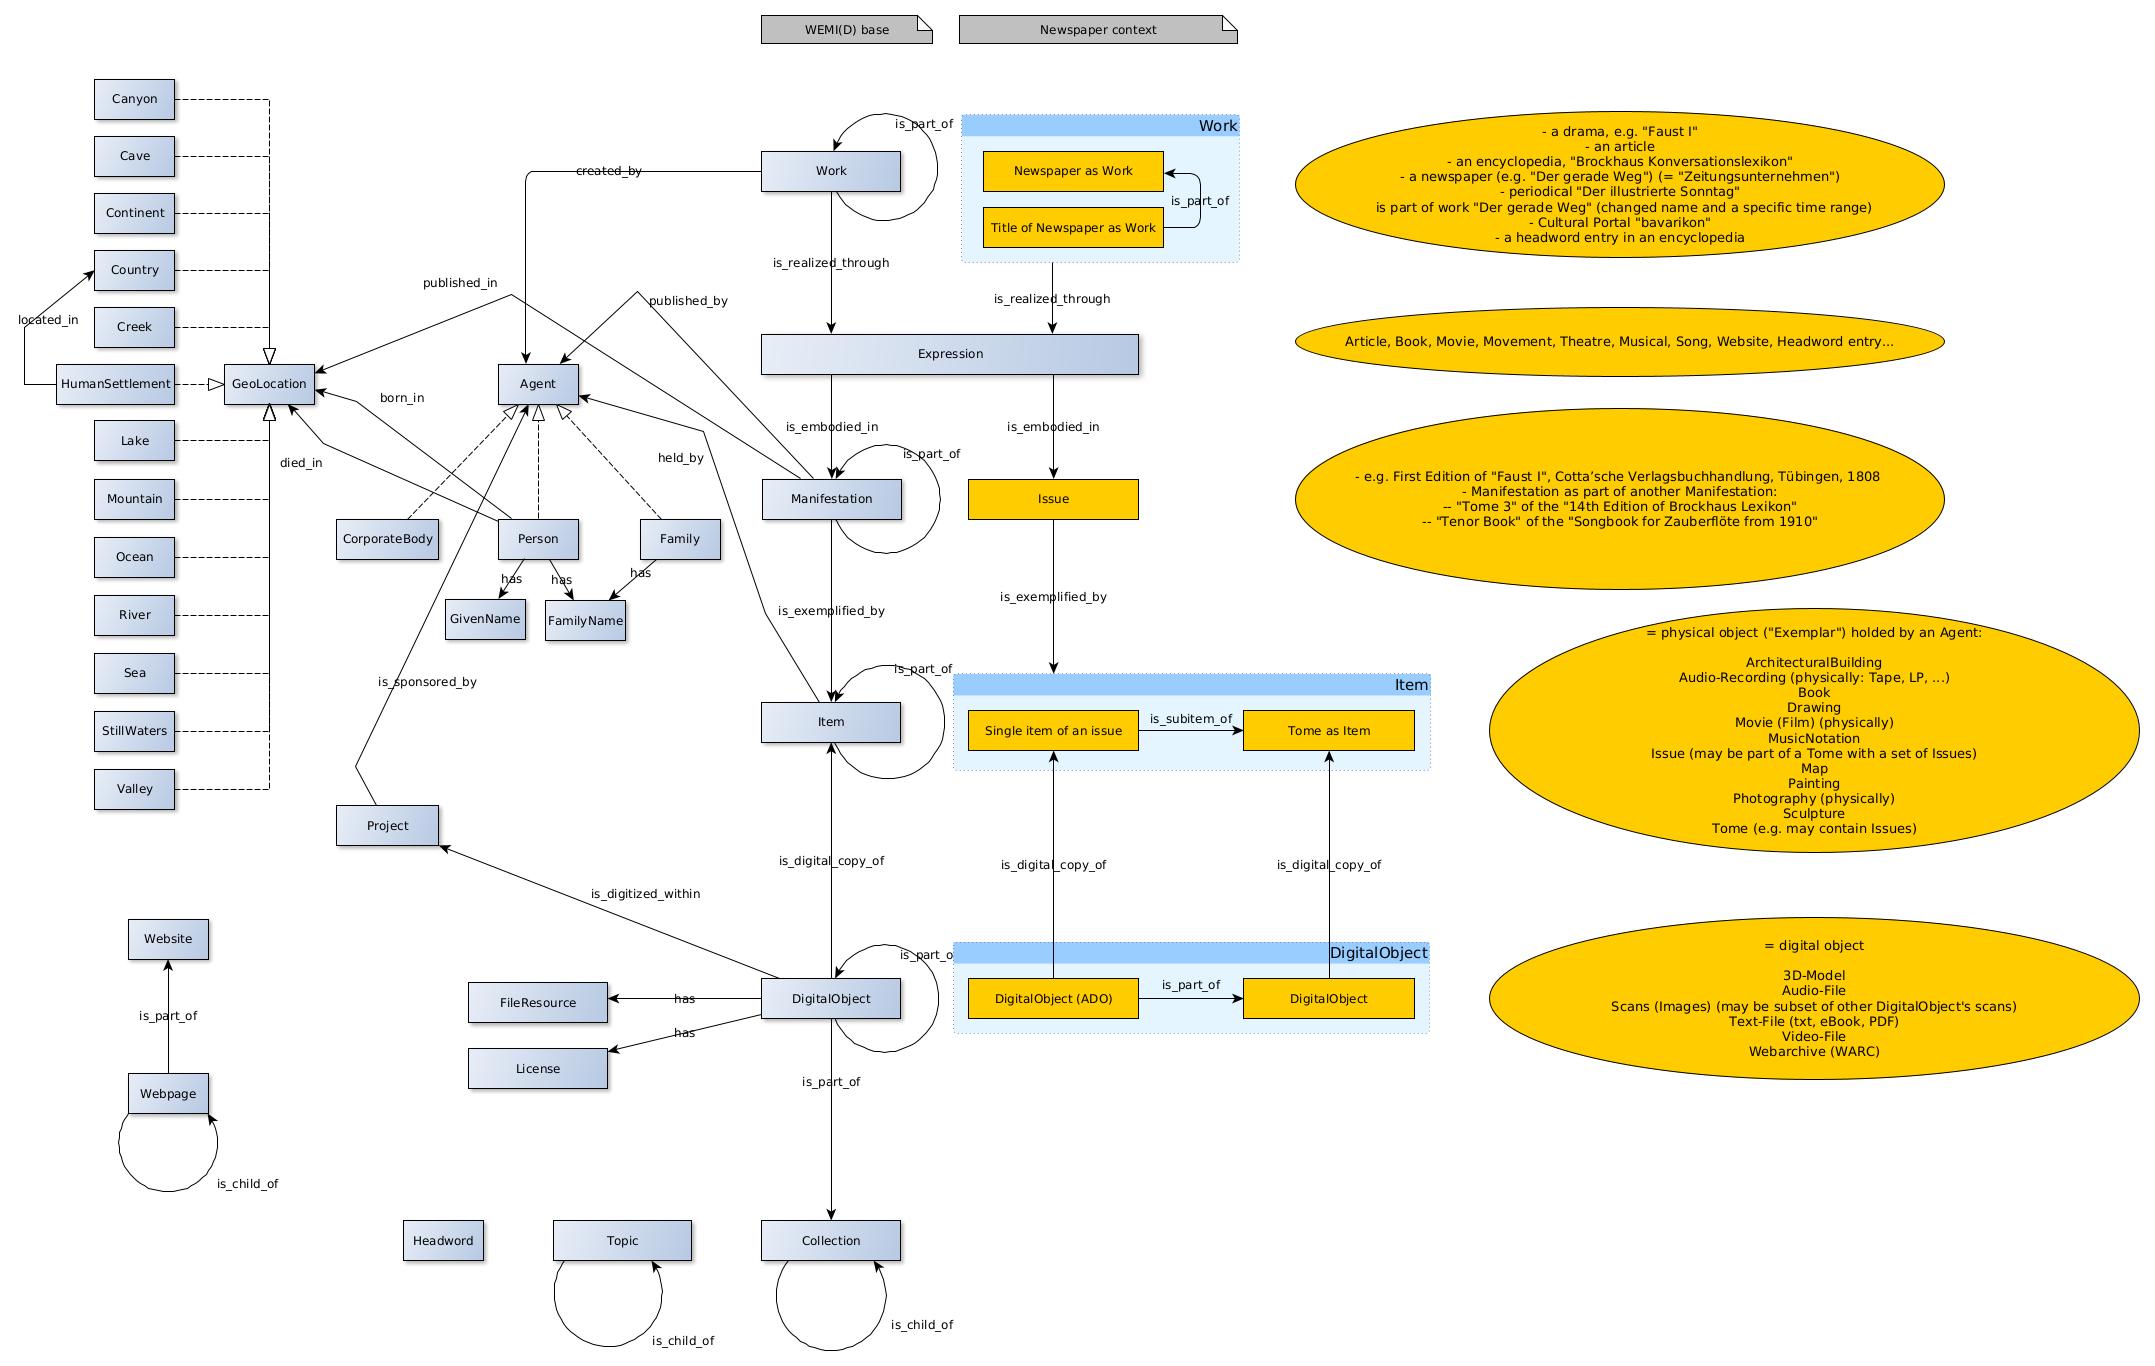 WEMI(D) base
Newspaper context
Canyon
Cave
Continent
Country
Creek
located_in
HumanSettlement
GeoLocation
Lake
Mountain
Ocean
River
Sea
StillWaters
Valley
created_by
published_in
published_by
born_in
died_in
Agent
held_by
CorporateBody
Person
Family
has
has
has
GivenName
FamilyName
is_sponsored_by
Project
is_digitized_within
Website
is_part_of
Webpage
is_child_of
FileResource
has
License
has
Headword
Topic
is_child_of
is_part_of
Work
is_realized_through
Expression
is_embodied_in
is_part_of
Manifestation
is_exemplified_by
is_part_of
Item
is_digital_copy_of
is_part_o
DigitalObject
is_part_of
Collection
is_child_of
Work
Newspaper as Work
is_part_of
Title of Newspaper as Work
is_realized_through
is_embodied_in
Issue
is_exemplified_by
Item
Single item of an issue
is_subitem_of
Tome as Item
is_digital_copy_of
is_digital_copy_of
DigitalObject
DigitalObject (ADO)
is_part_of
DigitalObject
- a drama, e.g. "Faust I"
- an article
- an encyclopedia, "Brockhaus Konversationslexikon"
- a newspaper (e.g. "Der gerade Weg") (= "Zeitungsunternehmen")
- periodical "Der illustrierte Sonntag"
is part of work "Der gerade Weg" (changed name and a specific time range)
- Cultural Portal "bavarikon"
- a headword entry in an encyclopedia
Article, Book, Movie, Movement, Theatre, Musical, Song, Website, Headword entry...
- e.g. First Edition of "Faust I", Cotta’sche Verlagsbuchhandlung, Tübingen, 1808
- Manifestation as part of another Manifestation:
-- "Tome 3" of the "14th Edition of Brockhaus Lexikon"
-- "Tenor Book" of the "Songbook for Zauberflöte from 1910"
= physical object ("Exemplar") holded by an Agent:
ArchitecturalBuilding
Audio-Recording (physically: Tape, LP, ...)
Book
Drawing
Movie (Film) (physically)
MusicNotation
Issue (may be part of a Tome with a set of Issues)
Map
Painting
Photography (physically)
Sculpture
Tome (e.g. may contain Issues)
= digital object
3D-Model
Audio-File
Scans (Images) (may be subset of other DigitalObject's scans)
Text-File (txt, eBook, PDF)
Video-File
Webarchive (WARC)